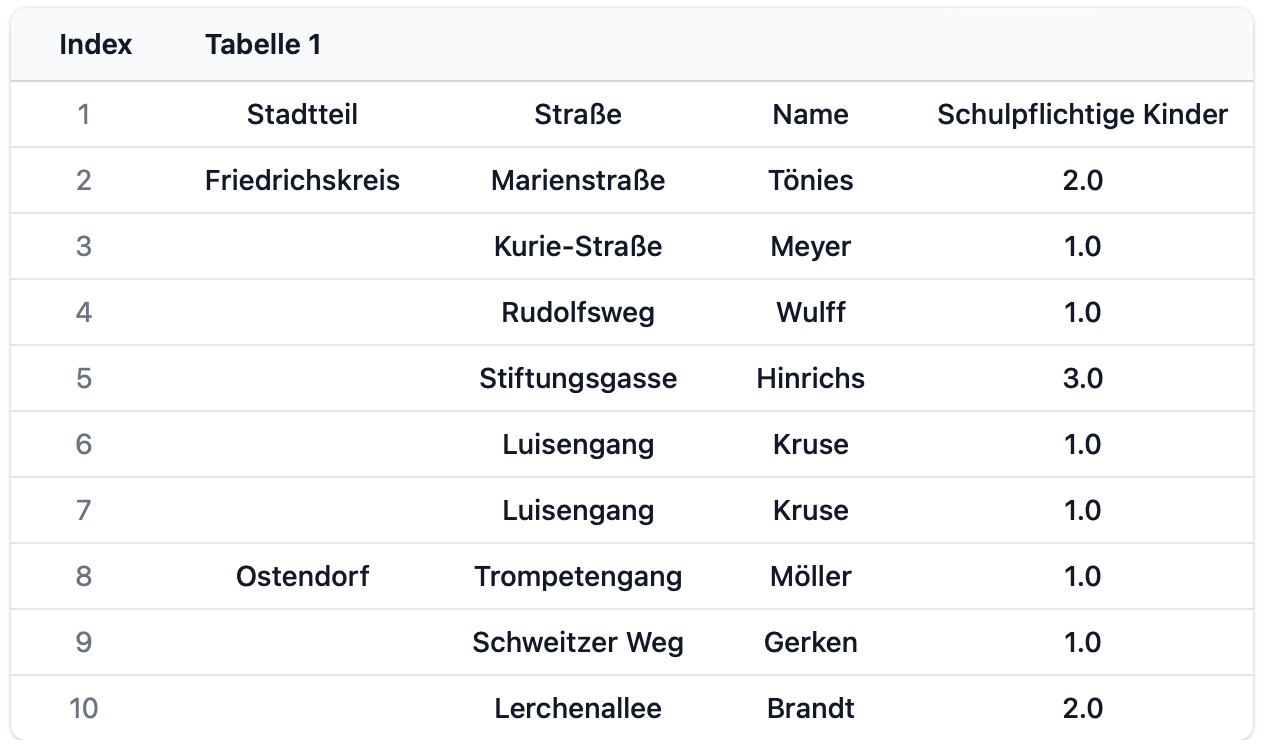 Index Tabelle 1
1 Stadtteil Straße Name Schulpflichtige Kinder
2 Friedrichskreis Marienstraße Tönies 2.0
3 Kurie-Straße Meyer 1.0
4 Rudolfsweg Wulff 1.0
5 Stiftungsgasse Hinrichs 3.0
6 Luisengang Kruse 1.0
7 Luisengang Kruse 1.0
8 Ostendorf Trompetengang Möller 1.0
9 Schweitzer Weg Gerken 1.0
10 Lerchenallee Brandt 2.0